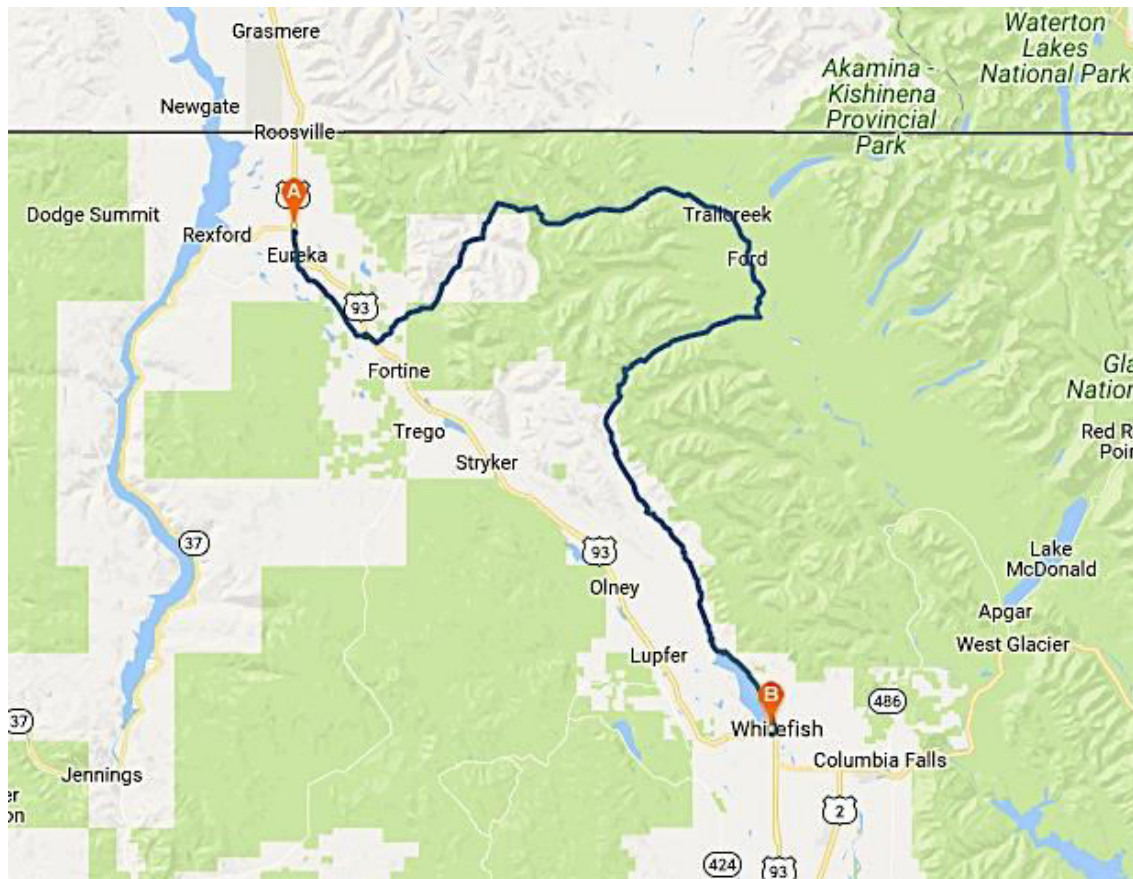 Grasmere
Waterton
Lakes
National Park
Akamina -
Kishinena
Provincial
Park
Newgate
Roosville
A
Dodge Summit
Rexford
Trailcreek
Eureka
Ford
93
Fortine
Gla
Nation
Trego
Red R
Poin
Stryker
37
93
Lake
McDonald
Olney
Apgar
West Glacier
Lupfer
B
486
37
Whitefish
Columbia Falls
Jennings
er
on
2
424
93